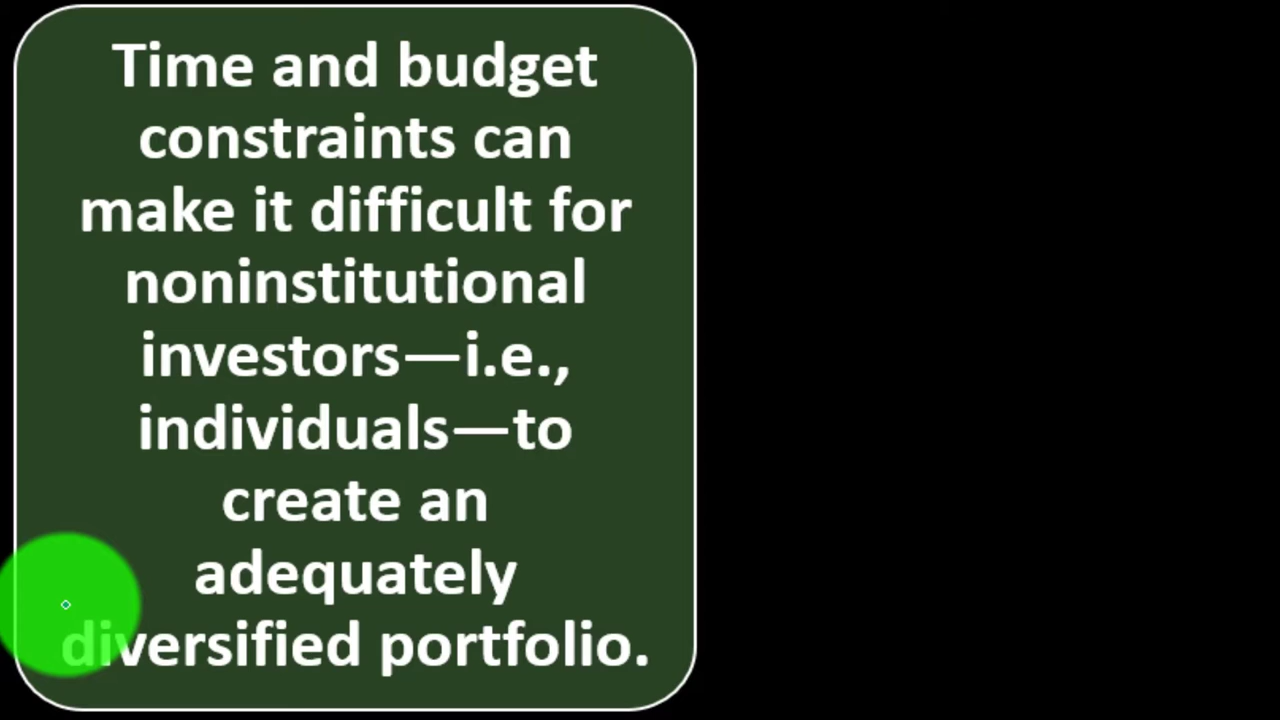 Time and budget
constraints can
make it difficult for
noninstitutional
investors—i.e.,
individuals—to
create an
adequately
diversified portfolio.